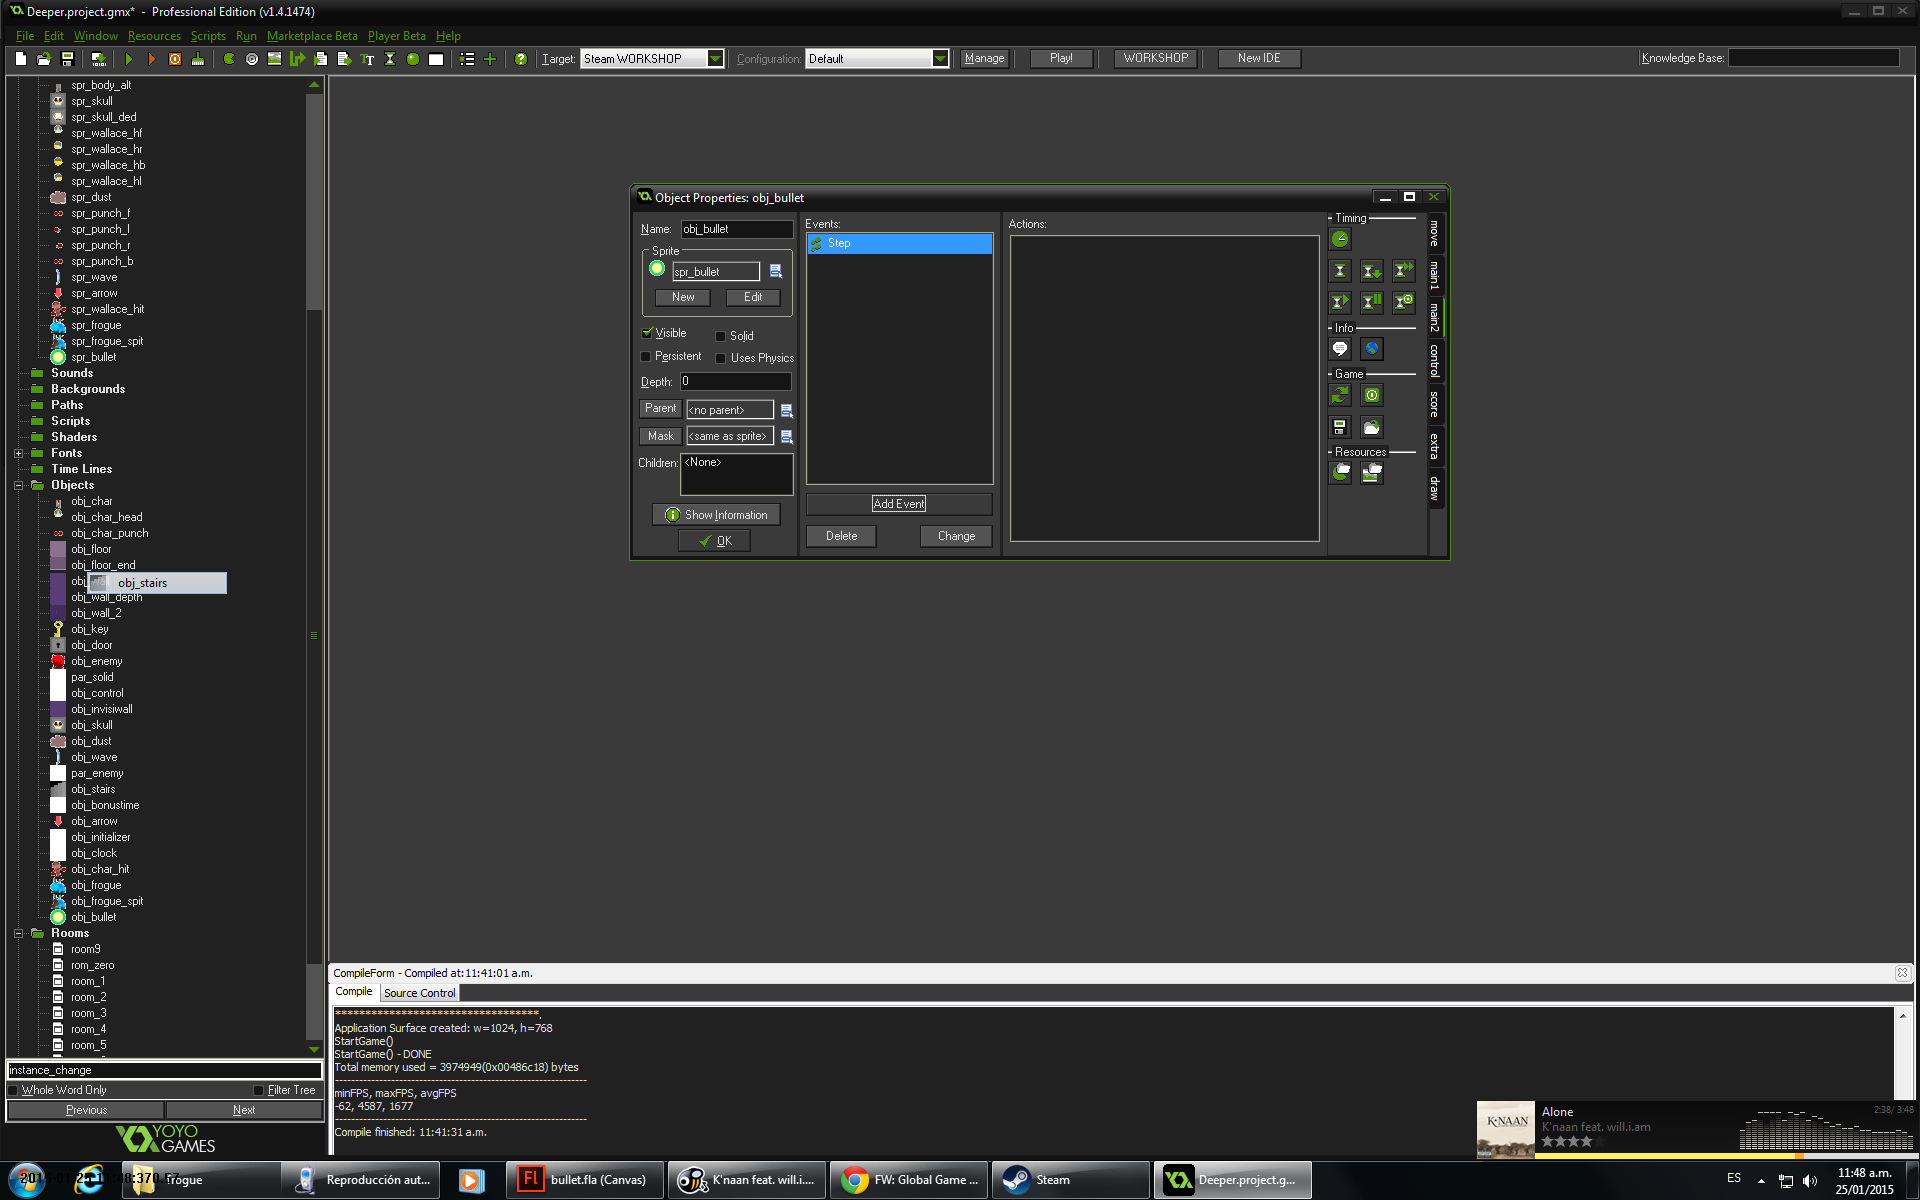 Deeper.project.gmx* - Professional Edition (v1.4.1474)
File Edit Window Resources Scripts Run Marketplace Beta Player Beta Help
Target: Steam WORKSHOP Configuration: Default Manage Play! WORKSHOP New IDE Knowledge Base:
spr_body_alt
spr_skull
spr_skull_ded
spr_wallace_hf
spr_wallace_hr
spr_wallace_hb
spr_wallace_hl
spr_dust
spr_punch_f
spr_punch_l
spr_punch_r
spr_punch_b
spr_wave
spr_arrow
spr_wallace_hit
spr_frogue
spr_frogue_spit
spr_bullet
Sounds
Backgrounds
Paths
Scripts
Shaders
Fonts
Time Lines
Objects
obj_char
obj_char_head
obj_char_punch
obj_floor
obj_floor_end
obj_stairs
obj_wall_depth
obj_wall_2
obj_key
obj_door
obj_enemy
par_solid
obj_control
obj_invisiwall
obj_skull
obj_dust
obj_wave
par_enemy
obj_stairs
obj_bonustime
obj_arrow
obj_initializer
obj_clock
obj_char_hit
obj_frogue
obj_frogue_spit
obj_bullet
Rooms
room9
rom_zero
room_1
room_2
room_3
room_4
room_5
instance_change
Whole Word Only Filter Tree
Previous Next
YOYO
GAMES
Object Properties: obj_bullet
Name: obj_bullet
Sprite
spr_bullet
New Edit
Visible Solid
Persistent Uses Physics
Depth: 0
Parent <no parent>
Mask <same as sprite>
Children: <None>
Show Information
OK
Events:
Step
Add Event
Delete Change
Actions:
Timing
Info
Game
Resources
move
main1
main2
control
score
extra
draw
CompileForm - Compiled at: 11:41:01 a.m.
Compile Source Control
**********************************.
Application Surface created: w=1024, h=768
StartGame()
StartGame() - DONE
Total memory used = 3974949(0x00486c18) bytes
minFPS, maxFPS, avgFPS
-62, 4587, 1677
Compile finished: 11:41:31 a.m.
K'NAAN
Alone
K'naan feat. will.i.am
2:38/ 3:48
2015-01-25 11:48:370.57
frogue
Reproducción aut...
Fl
bullet.fla (Canvas)
K'naan feat. will.i....
FW: Global Game ...
Steam
Deeper.project.g...
ES
11:48 a.m.
25/01/2015